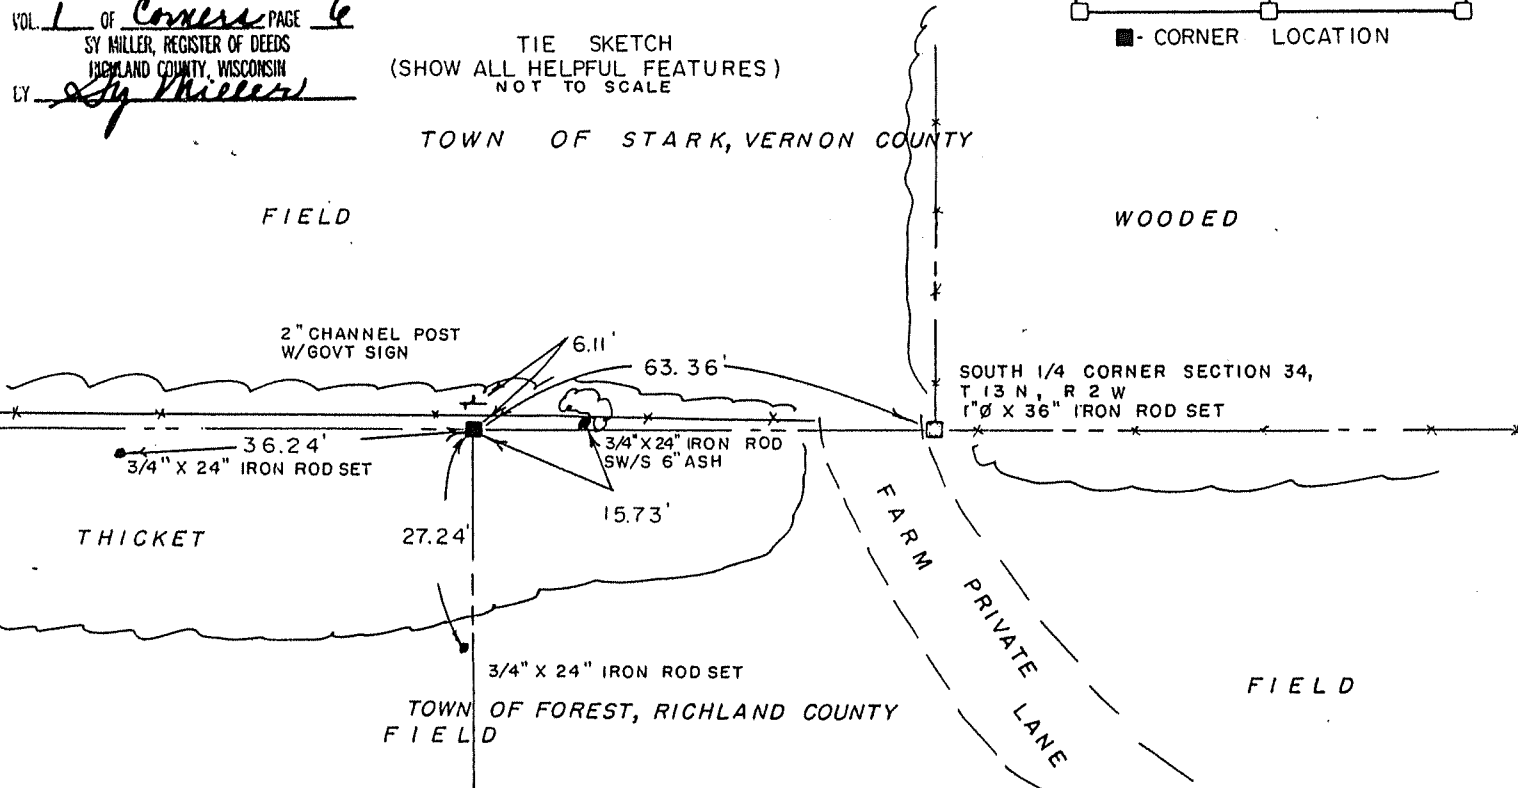 VOL. 1 OF Corners PAGE 6
SY MILLER, REGISTER OF DEEDS
RICHLAND COUNTY, WISCONSIN
BY Sy Miller
■- CORNER LOCATION
TIE SKETCH
(SHOW ALL HELPFUL FEATURES)
NOT TO SCALE
TOWN OF STARK, VERNON COUNTY
FIELD
WOODED
2" CHANNEL POST
W/GOVT SIGN
6.11'
63.36'
SOUTH 1/4 CORNER SECTION 34,
T 13 N, R 2 W
1"Ø X 36" IRON ROD SET
36.24'
3/4" X 24" IRON ROD SET
3/4" X 24" IRON ROD
SW/S 6" ASH
15.73'
27.24'
THICKET
FARM PRIVATE LANE
3/4" X 24" IRON ROD SET
FIELD
TOWN OF FOREST, RICHLAND COUNTY
FIELD